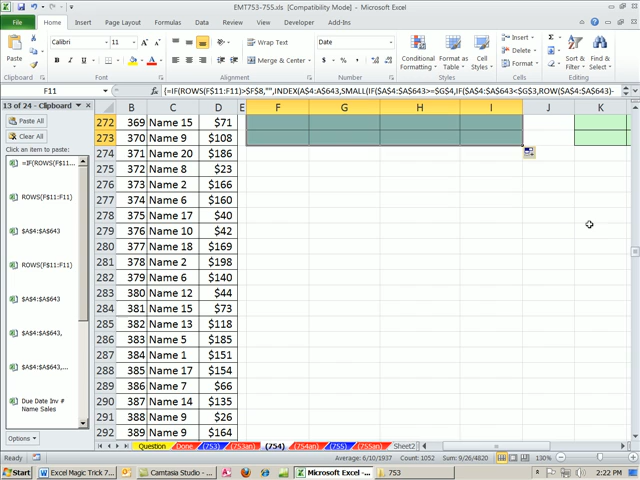 EMT753-755.xls [Compatibility Mode] - Microsoft Excel
File Home Insert Page Layout Formulas Data Review View Developer Add-Ins
Calibri 11 Wrap Text Date Insert
Delete
Paste B I U Merge & Center $ % , Conditional Formatting Format as Table Cell Styles Format Sort & Filter Find & Select
Clipboard Font Alignment Number Styles Cells Editing
F11 {=IF(ROWS(F$11:F11)>$F$8,"",INDEX(A$4:A$643,SMALL(IF($A$4:$A$643>=$G$4,IF($A$4:$A$643<$G$3,ROW($A$4:$A$643)-
13 of 24 - Clipboard B C D E F G H I J K
Paste All 272 369 Name 15 $71
Clear All 273 370 Name 9 $108
Click an item to paste: 274 371 Name 20 $186
=IF(ROWS(F$11... 275 372 Name 8 $23
276 373 Name 2 $166
ROWS(F$11:F11) 277 374 Name 6 $160
278 375 Name 17 $40
$A$4:$A$643 279 376 Name 10 $42
280 377 Name 18 $169
ROWS(F$11:F11) 281 378 Name 2 $198
282 379 Name 6 $140
$A$4:$A$643 283 380 Name 12 $44
284 381 Name 15 $73
$A$4:$A$643, 285 382 Name 13 $118
286 383 Name 5 $185
$A$4:$A$643,... 287 384 Name 1 $151
288 385 Name 17 $154
Due Date Inv # Name Sales 289 386 Name 7 $66
290 387 Name 14 $135
291 388 Name 9 $26
Options 292 389 Name 9 $164
Question Done (753) (753an) (754) (754an) (755) (755an) Sheet2
Ready Average: 6/10/1937 Count: 1052 Sum: 9/26/4820 130%
Start Excel Magic Trick 7... Camtasia Studio - ... Microsoft Excel ... 753 2:22 PM